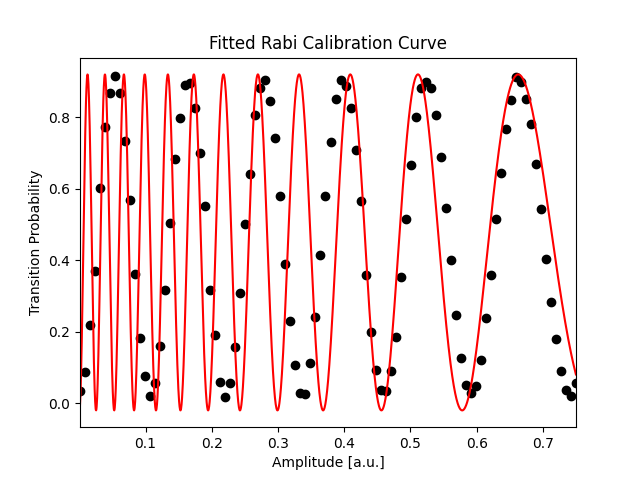 Fitted Rabi Calibration Curve
Transition Probability
0.8
0.6
0.4
0.2
0.0
0.1 0.2 0.3 0.4 0.5 0.6 0.7
Amplitude [a.u.]